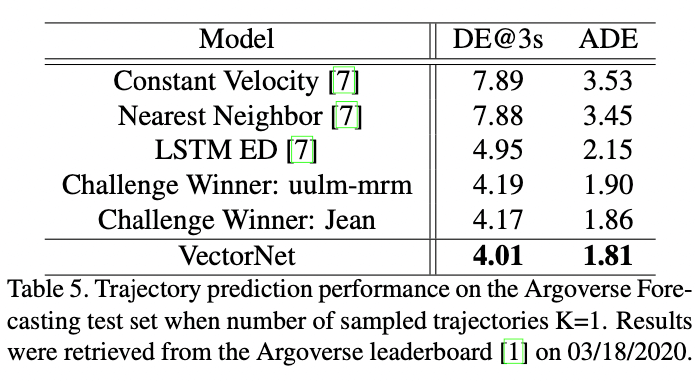 Model DE@3s ADE
Constant Velocity [7] 7.89 3.53
Nearest Neighbor [7] 7.88 3.45
LSTM ED [7] 4.95 2.15
Challenge Winner: uulm-mrm 4.19 1.90
Challenge Winner: Jean 4.17 1.86
VectorNet 4.01 1.81
Table 5. Trajectory prediction performance on the Argoverse Fore-
casting test set when number of sampled trajectories K=1. Results
were retrieved from the Argoverse leaderboard [1] on 03/18/2020.